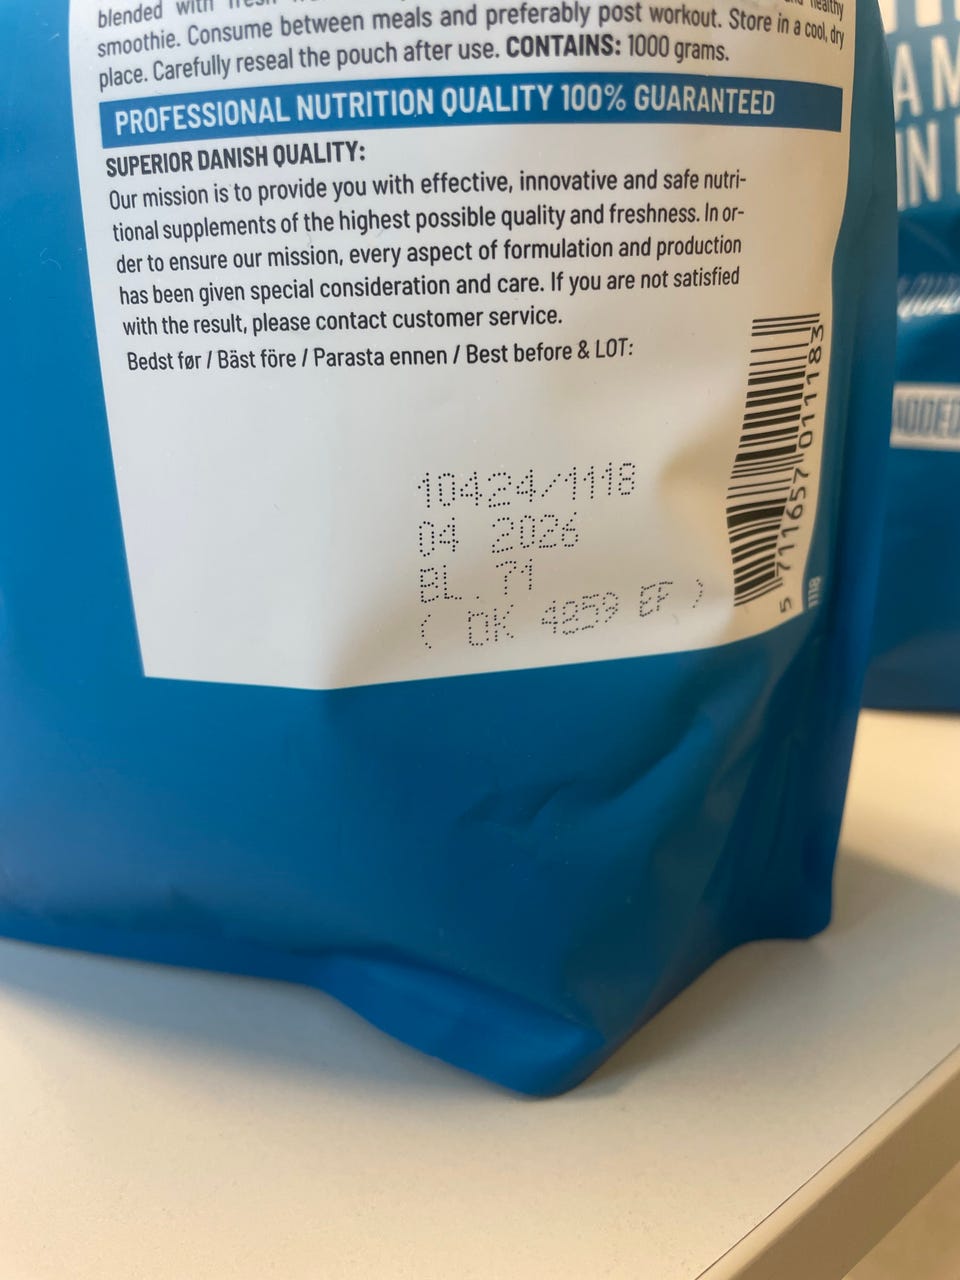 blended with fresh healthy
smoothie. Consume between meals and preferably post workout. Store in a cool, dry
place. Carefully reseal the pouch after use. CONTAINS: 1000 grams.
PROFESSIONAL NUTRITION QUALITY 100% GUARANTEED
SUPERIOR DANISH QUALITY:
Our mission is to provide you with effective, innovative and safe nutri-
tional supplements of the highest possible quality and freshness. In or-
der to ensure our mission, every aspect of formulation and production
has been given special consideration and care. If you are not satisfied
with the result, please contact customer service.
Bedst før / Bäst före / Parasta ennen / Best before & LOT:
10424/1118
04 2026
BL. 71
( DK 4859 EF )
5 711657 011183
1118